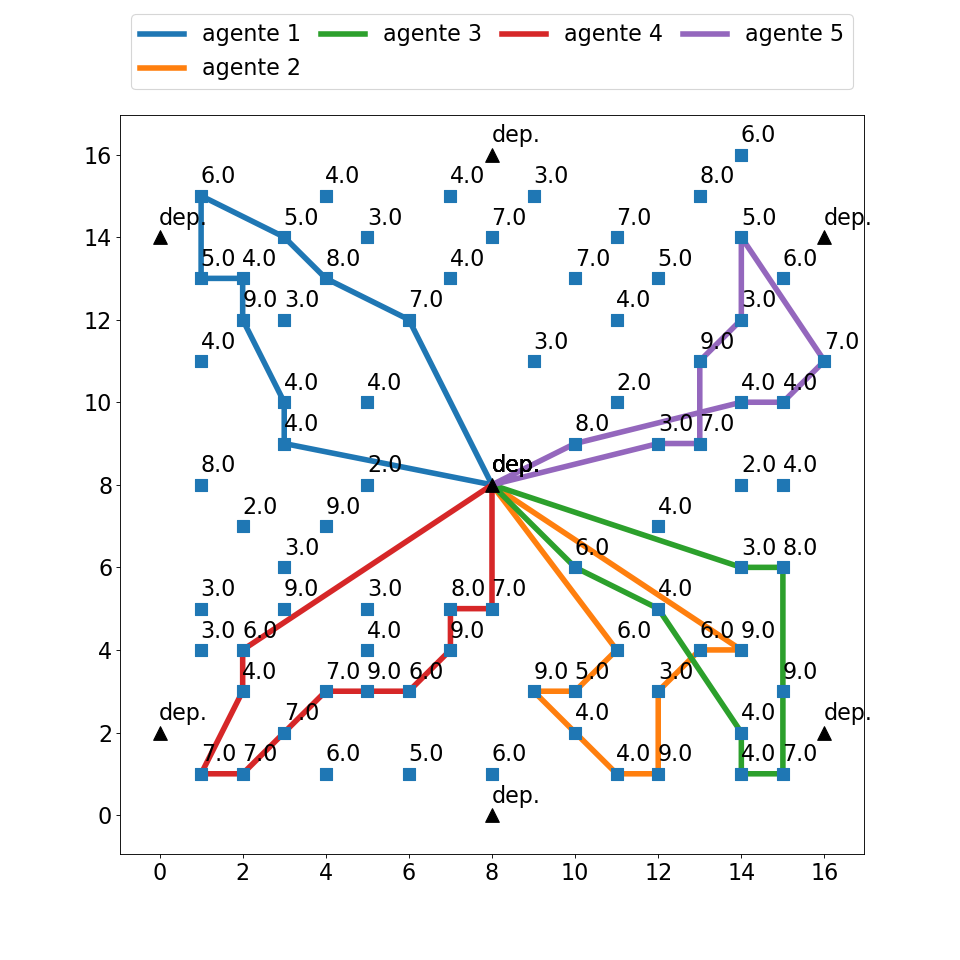 agente 1 agente 3 agente 4 agente 5
agente 2
dep. 6.0
16
6.0 4.0 4.0 3.0 8.0
dep. 5.0 3.0 7.0 7.0 5.0 dep.
14
5.0 4.0 8.0 4.0 7.0 5.0 6.0
9.0 3.0 7.0 4.0 3.0
12
4.0 3.0 9.0 7.0
4.0 4.0 2.0 4.0 4.0
10
4.0 8.0 3.0 7.0
8.0 2.0 dep. 2.0 4.0
8
2.0 9.0 4.0
3.0 6.0 3.0 8.0
6
3.0 9.0 3.0 8.0 7.0 4.0
3.0 6.0 4.0 9.0 6.0 6.0 9.0
4
4.0 7.0 9.0 6.0 9.0 5.0 3.0 9.0
dep. 7.0 4.0 4.0 dep.
2
7.0 7.0 6.0 5.0 6.0 4.0 9.0 4.0 7.0
dep.
0
0 2 4 6 8 10 12 14 16